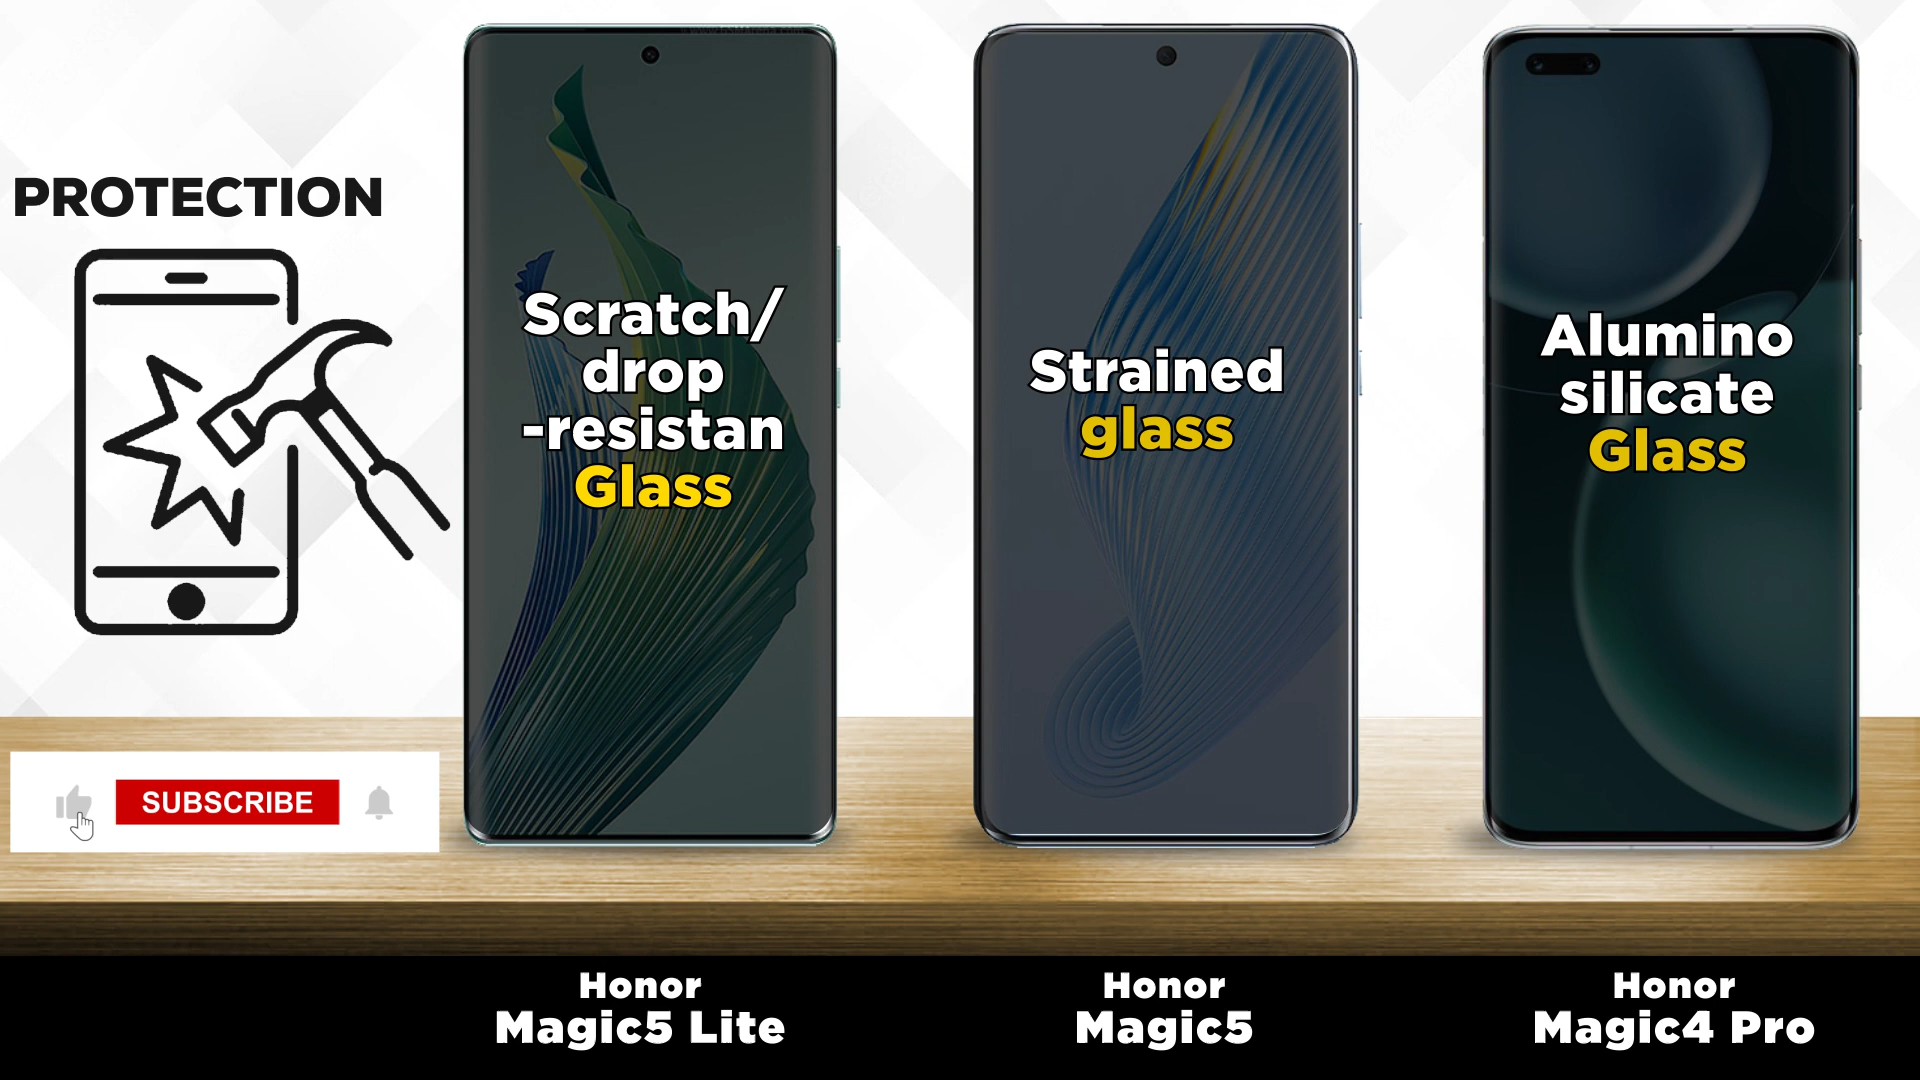 PROTECTION
Scratch/
drop
-resistan
Glass
Strained
glass
Alumino
silicate
Glass
SUBSCRIBE
Honor
Magic5 Lite
Honor
Magic5
Honor
Magic4 Pro